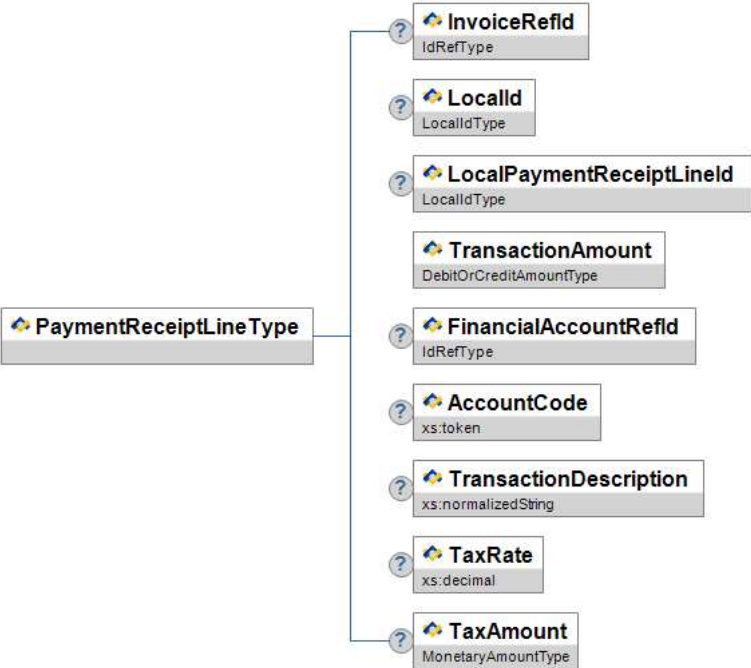 ? InvoiceRefId
IdRefType
? LocalId
LocalIdType
? LocalPaymentReceiptLineId
LocalIdType
TransactionAmount
DebitOrCreditAmountType
PaymentReceiptLineType
? FinancialAccountRefId
IdRefType
? AccountCode
xs:token
? TransactionDescription
xs:normalizedString
? TaxRate
xs:decimal
? TaxAmount
MonetaryAmountType